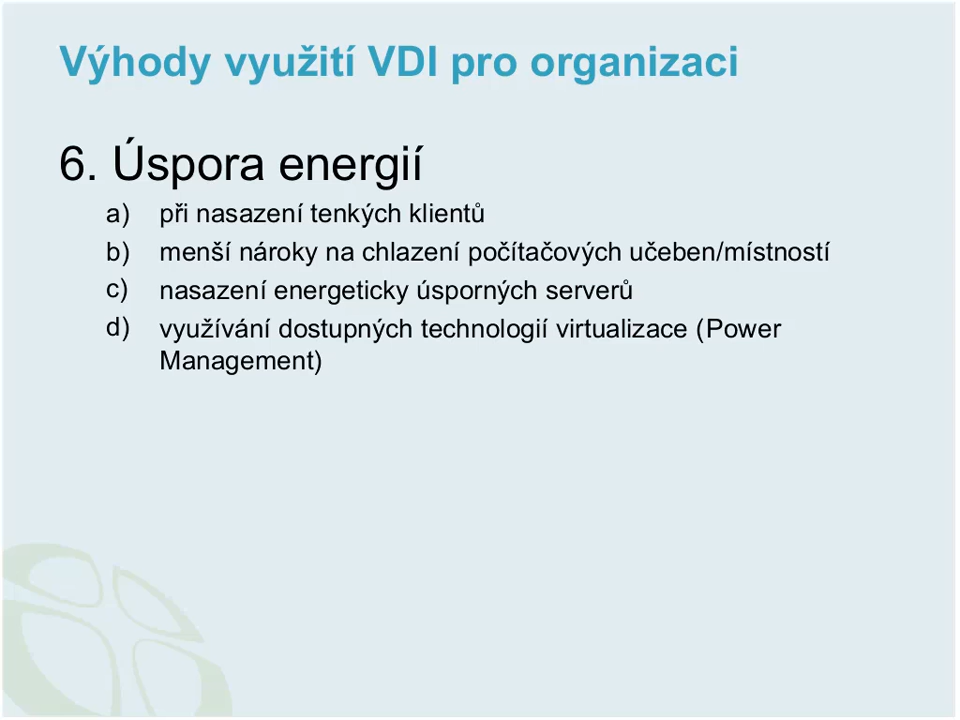 Výhody využití VDI pro organizaci
6. Úspora energií
a) při nasazení tenkých klientů
b) menší nároky na chlazení počítačových učeben/místností
c) nasazení energeticky úsporných serverů
d) využívání dostupných technologií virtualizace (Power
Management)